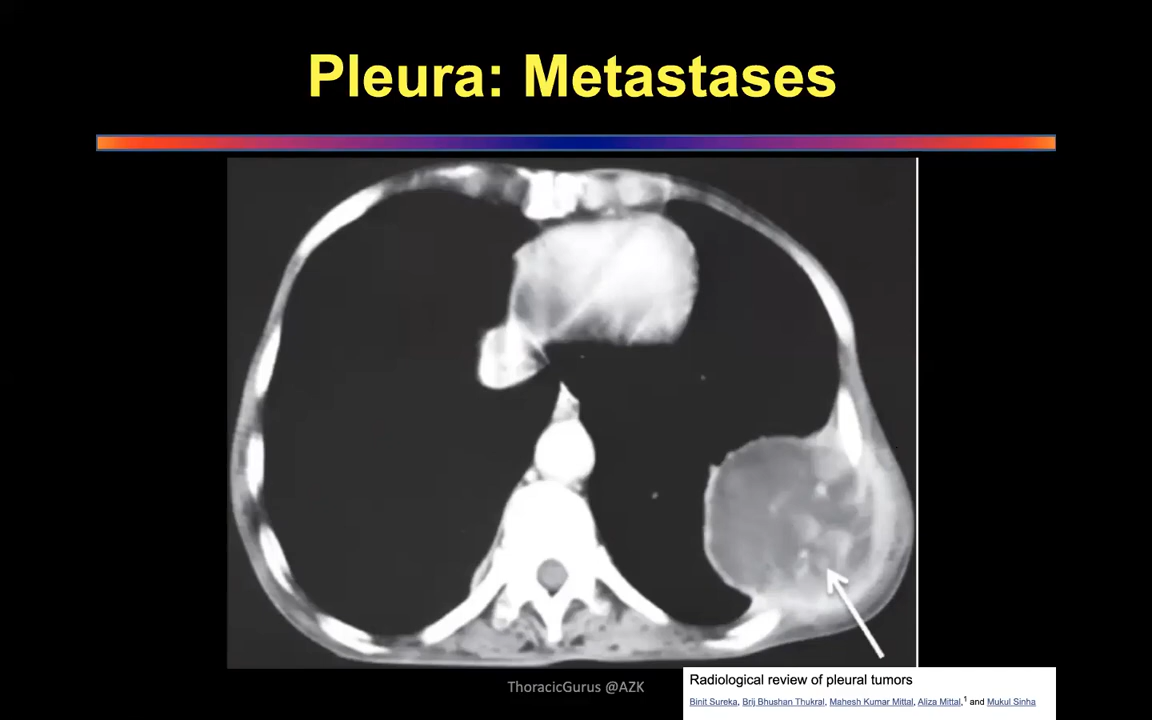 Pleura: Metastases
ThoracicGurus @AZK
Radiological review of pleural tumors
Binit Sureka, Brij Bhushan Thukral, Mahesh Kumar Mittal, Aliza Mittal,¹ and Mukul Sinha